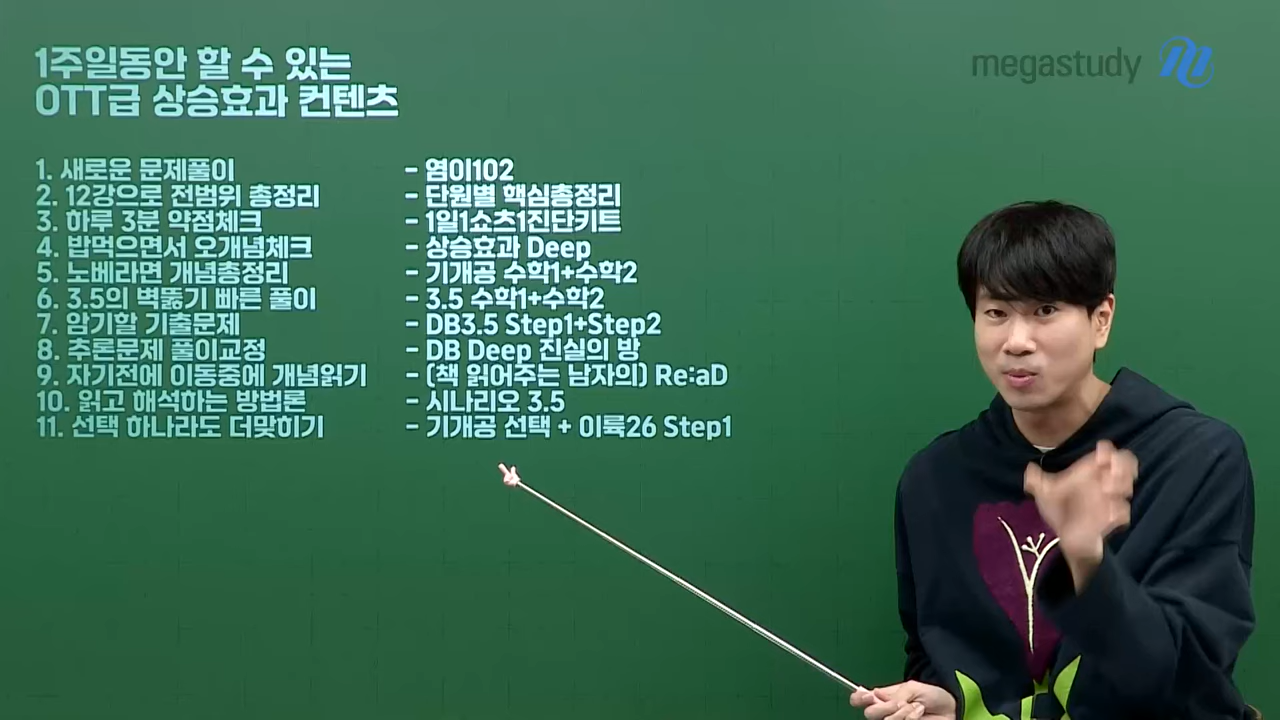 1주일동안 할 수 있는
OTT급 상승효과 컨텐츠
megastudy
1. 새로운 문제풀이 - 염이102
2. 12강으로 전범위 총정리 - 단원별 핵심총정리
3. 하루 3분 약점체크 - 1일1쇼츠1진단키트
4. 밥먹으면서 오개념체크 - 상승효과 Deep
5. 노베라면 개념총정리 - 기개공 수학1+수학2
6. 3.5의 벽뚫기 빠른 풀이 - 3.5 수학1+수학2
7. 암기할 기출문제 - DB3.5 Step1+Step2
8. 추론문제 풀이교정 - DB Deep 진실의 방
9. 자기전에 이동중에 개념읽기 - (책 읽어주는 남자의) Re:aD
10. 읽고 해석하는 방법론 - 시나리오 3.5
11. 선택 하나라도 더맞히기 - 기개공 선택 + 이륙26 Step1